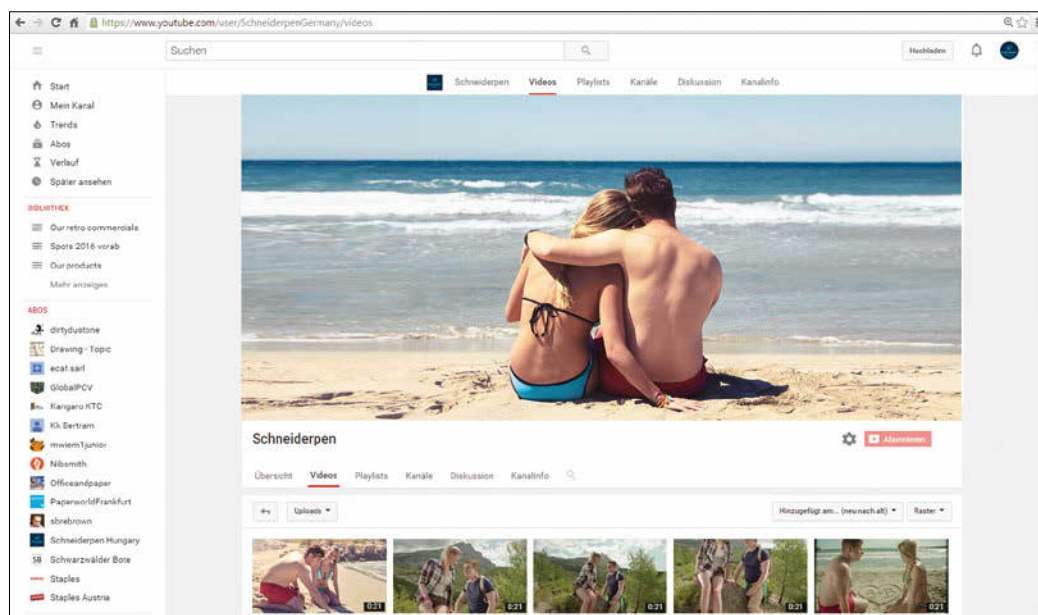 https://www.youtube.com/user/SchneiderpenGermany/videos
Suchen
Hochladen
Schneiderpen Videos Playlists Kanäle Diskussion Kanalinfo
Start
Mein Kanal
Trends
Abos
Verlauf
Später ansehen
BIBLIOTHEK
Our retro commercials
Spots 2016 vorab
Our products
Mehr anzeigen
ABOS
dirtydustone
Drawing - Topic
ecat.sarl
GlobalPCV
Kangaro KTC
Kk Bertram
mwiem1junior
Nibsmith
Officeandpaper
PaperworldFrankfurt
sbrebrown
Schneiderpen Hungary
SB Schwarzwälder Bote
Staples
Staples Austria
Schneiderpen
Abonnieren
Übersicht Videos Playlists Kanäle Diskussion Kanalinfo
Uploads
Hinzugefügt am... (neu nach alt) Raster
0:21 0:21 0:21 0:21 0:21